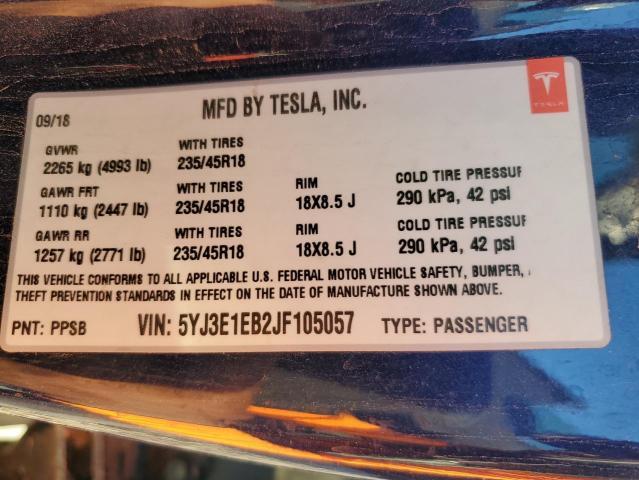 09/18
MFD BY TESLA, INC.
TESLA
GVWR WITH TIRES
2265 kg (4993 lb) 235/45R18
GAWR FRT WITH TIRES RIM COLD TIRE PRESSUR
1110 kg (2447 lb) 235/45R18 18X8.5 J 290 kPa, 42 psi
GAWR RR WITH TIRES RIM COLD TIRE PRESSUR
1257 kg (2771 lb) 235/45R18 18X8.5 J 290 kPa, 42 psi
THIS VEHICLE CONFORMS TO ALL APPLICABLE U.S. FEDERAL MOTOR VEHICLE SAFETY, BUMPER,
THEFT PREVENTION STANDARDS IN EFFECT ON THE DATE OF MANUFACTURE SHOWN ABOVE.
PNT: PPSB VIN: 5YJ3E1EB2JF105057 TYPE: PASSENGER